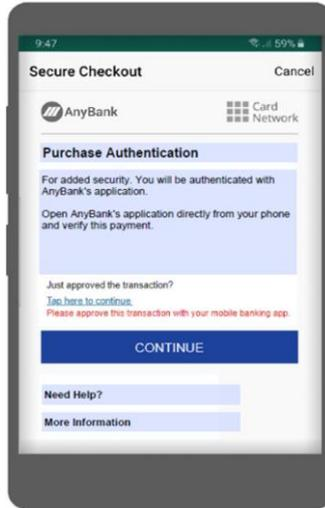 9:47 59%
Secure Checkout Cancel
AnyBank Card
Network
Purchase Authentication
For added security. You will be authenticated with
AnyBank's application.
Open AnyBank's application directly from your phone
and verify this payment.
Just approved the transaction?
Tap here to continue
Please approve this transaction with your mobile banking app.
CONTINUE
Need Help?
More Information